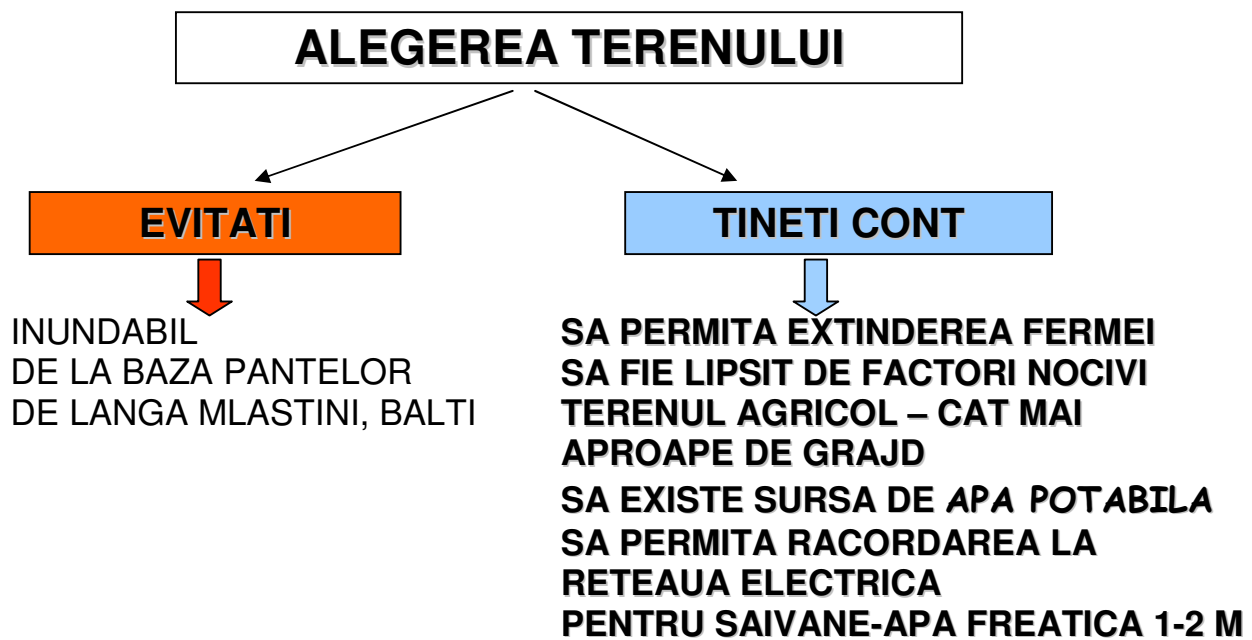 ALEGEREA TERENULUI
EVITATI
INUNDABIL
DE LA BAZA PANTELOR
DE LANGA MLASTINI, BALTI
TINETI CONT
SA PERMITA EXTINDEREA FERMEI
SA FIE LIPSIT DE FACTORI NOCIVI
TERENUL AGRICOL – CAT MAI
APROAPE DE GRAJD
SA EXISTE SURSA DE APA POTABILA
SA PERMITA RACORDAREA LA
RETEAUA ELECTRICA
PENTRU SAIVANE-APA FREATICA 1-2 M